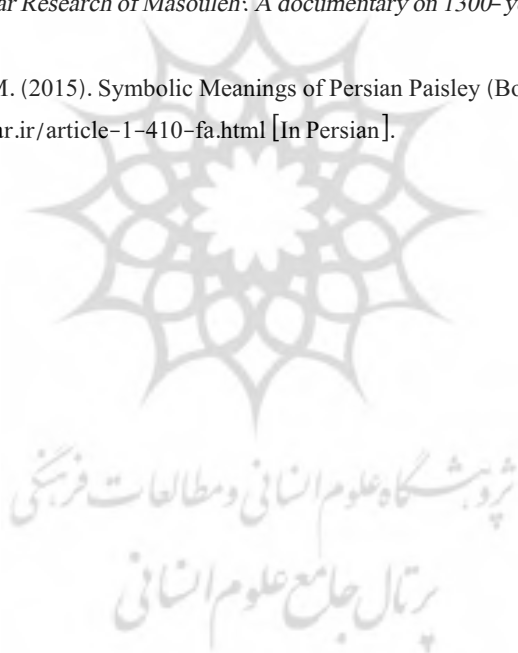 ar Research of Masouleh: A documentary on 1300-y
M. (2015). Symbolic Meanings of Persian Paisley (Bo
ar.ir/article-1-410-fa.html [In Persian].
پژوهشگاه علوم انسانی و مطالعات فرهنگی
پرتال جامع علوم انسانی